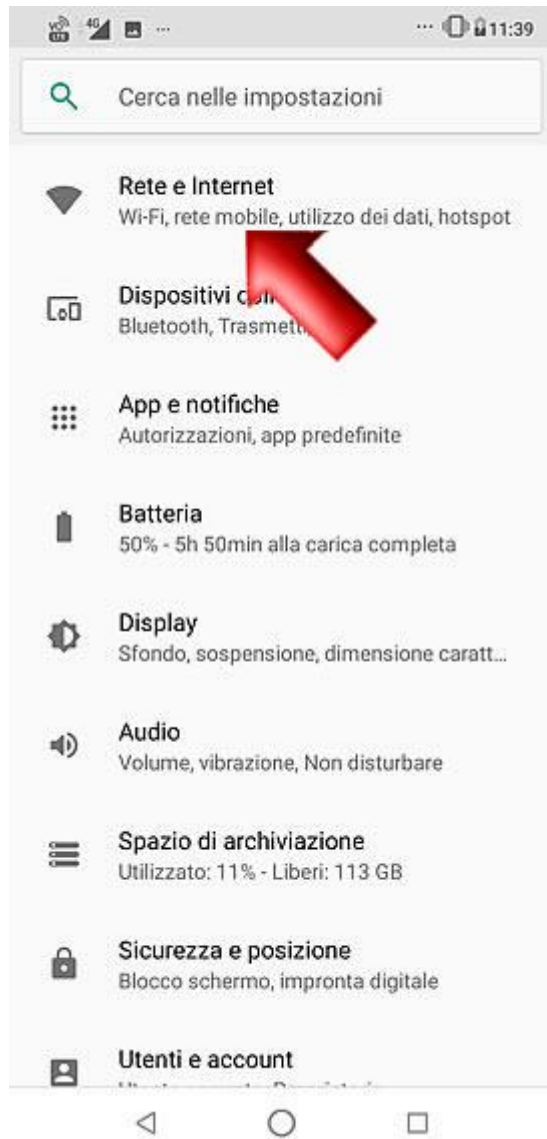 4G
11:39
Cerca nelle impostazioni
Rete e Internet
Wi-Fi, rete mobile, utilizzo dei dati, hotspot
Dispositivi
Bluetooth, Trasmetti,
App e notifiche
Autorizzazioni, app predefinite
Batteria
50% - 5h 50min alla carica completa
Display
Sfondo, sospensione, dimensione caratt...
Audio
Volume, vibrazione, Non disturbare
Spazio di archiviazione
Utilizzato: 11% - Liberi: 113 GB
Sicurezza e posizione
Blocco schermo, impronta digitale
Utenti e account